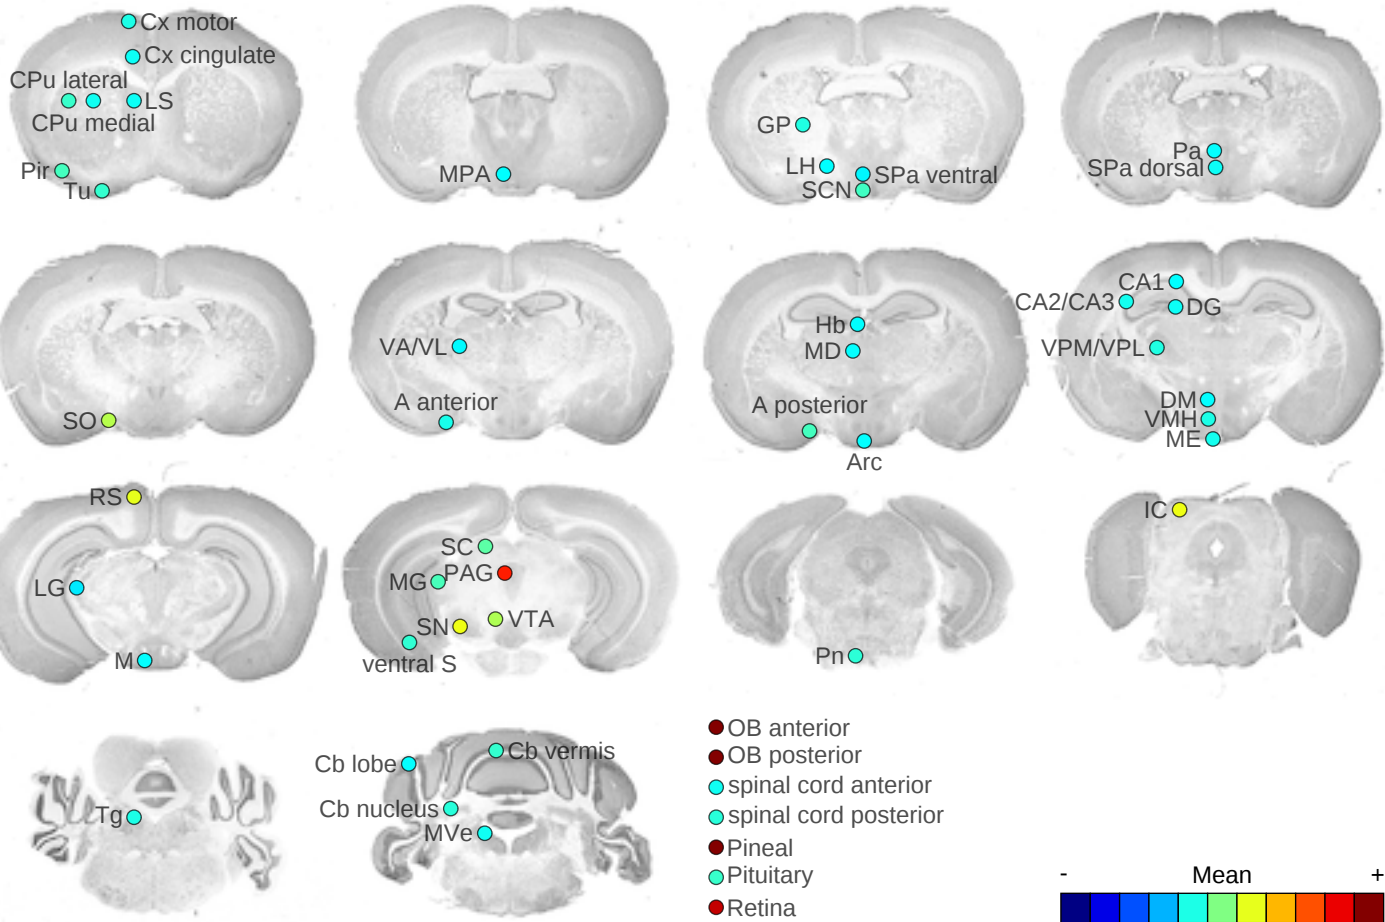 Cx motor
Cx cingulate
CPu lateral
LS
CPu medial
Pir
Tu
MPA
GP
LH
SPa ventral
SCN
Pa
SPa dorsal
SO
VA/VL
A anterior
Hb
MD
A posterior
Arc
CA1
CA2/CA3
DG
VPM/VPL
DM
VMH
ME
RS
LG
M
SC
PAG
MG
VTA
SN
ventral S
Pn
IC
Tg
Cb vermis
Cb lobe
Cb nucleus
MVe
OB anterior
OB posterior
spinal cord anterior
spinal cord posterior
Pineal
Pituitary
Retina
- Mean +